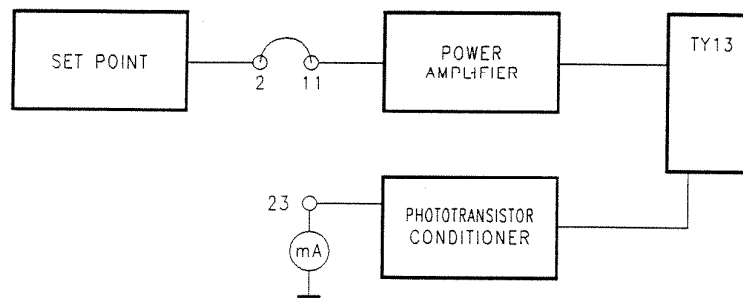 SET POINT
2
11
POWER
AMPLIFIER
TY13
23
mA
PHOTOTRANSISTOR
CONDITIONER